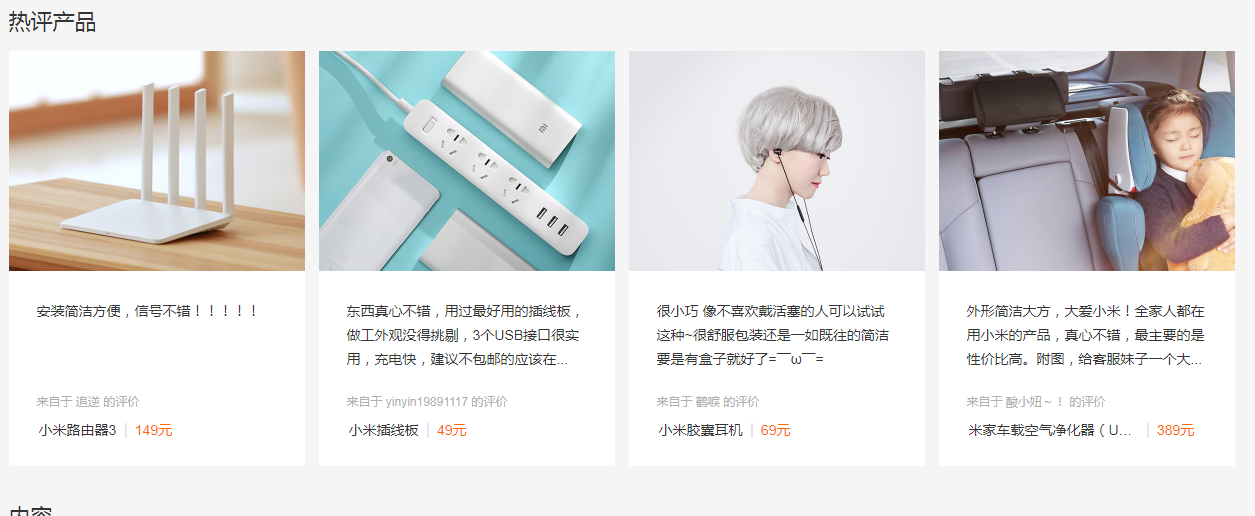 热评产品
安装简洁方便，信号不错！！！！！
来自于 追逆 的评价
小米路由器3 | 149元
东西真心不错，用过最好用的插线板，
做工外观没得挑剔，3个USB接口很实
用，充电快，建议不包邮的应该在...
来自于 yinyin19891117 的评价
小米插线板 | 49元
很小巧 像不喜欢戴活塞的人可以试试
这种~很舒服包装还是一如既往的简洁
要是有盒子就好了=￣ω￣=
来自于 鹤唳 的评价
小米胶囊耳机 | 69元
外形简洁大方，大爱小米！全家人都在
用小米的产品，真心不错，最主要的是
性价比高。附图，给客服妹子一个大...
来自于 酸小妞～！ 的评价
米家车载空气净化器（U... | 389元
内容